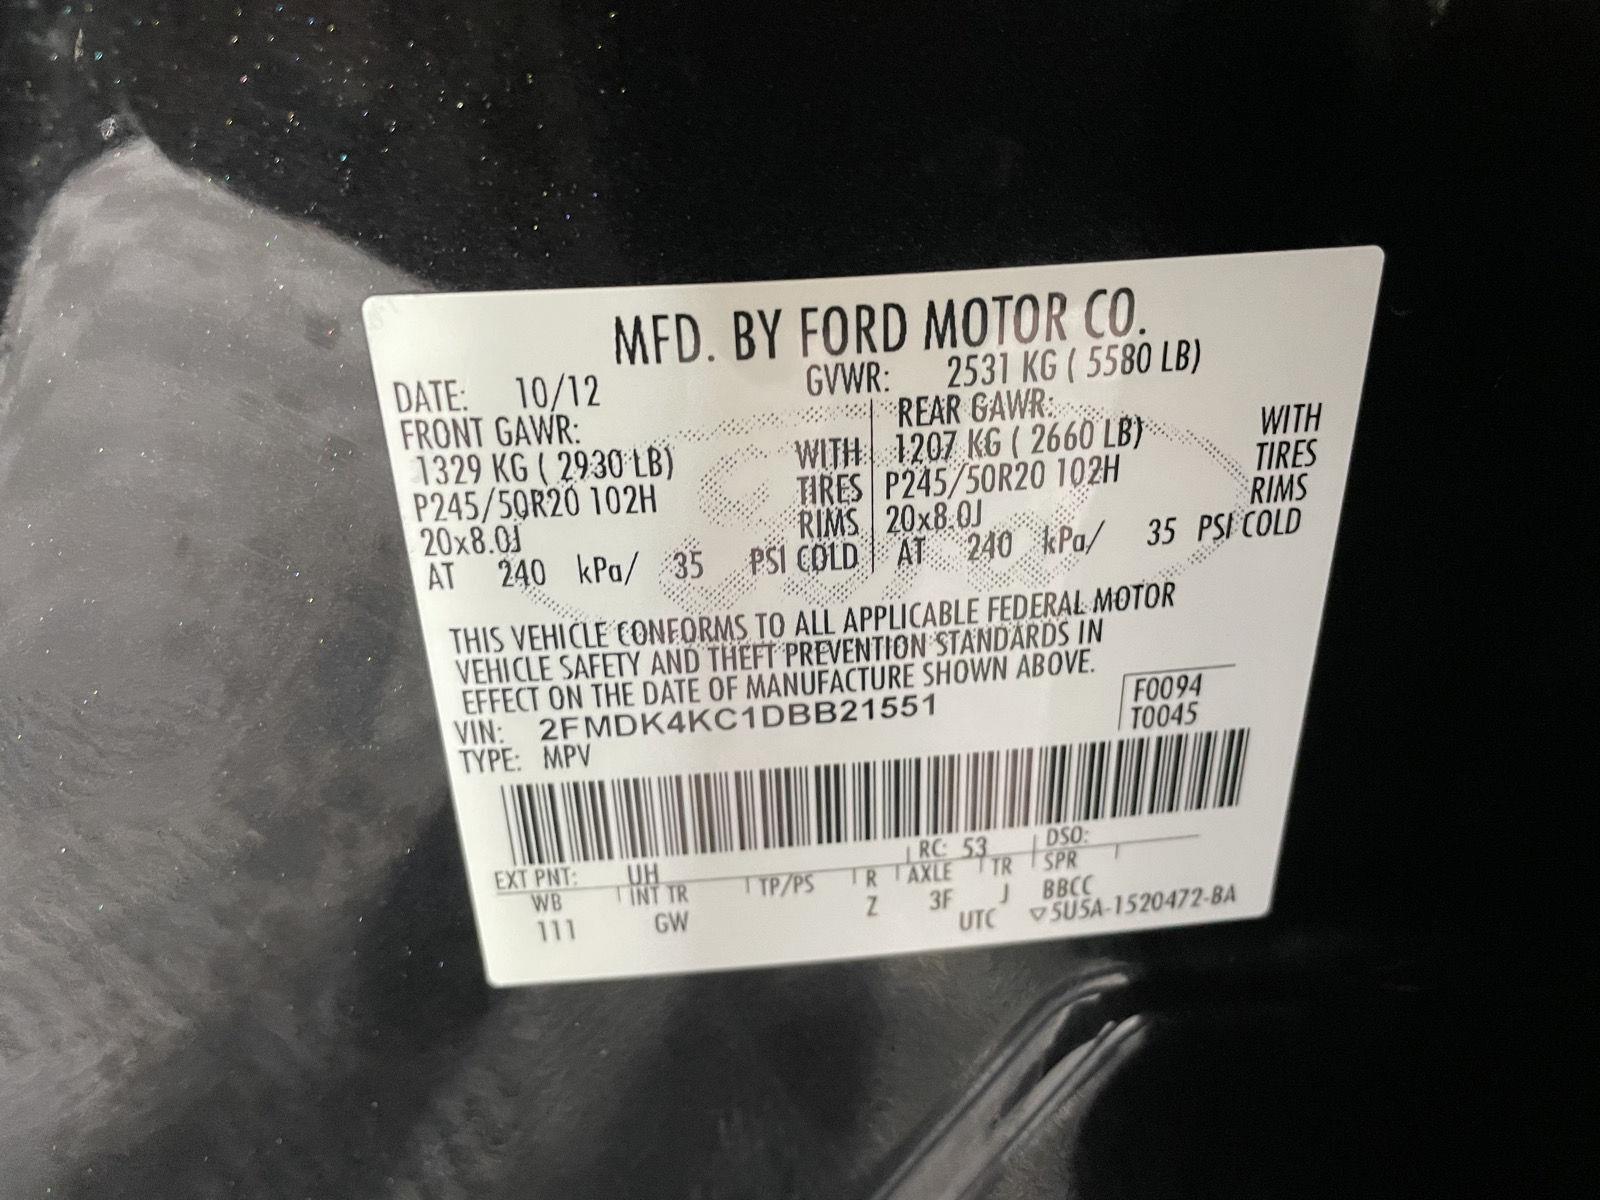 MFD. BY FORD MOTOR CO.
DATE: 10/12 GVWR: 2531 KG ( 5580 LB)
FRONT GAWR: REAR GAWR:
1329 KG ( 2930 LB) WITH 1207 KG ( 2660 LB) WITH
P245/50R20 102H TIRES P245/50R20 102H TIRES
20x8.0J RIMS 20x8.0J RIMS
AT 240 kPa/ 35 PSI COLD AT 240 kPa/ 35 PSI COLD
THIS VEHICLE CONFORMS TO ALL APPLICABLE FEDERAL MOTOR
VEHICLE SAFETY AND THEFT PREVENTION STANDARDS IN
EFFECT ON THE DATE OF MANUFACTURE SHOWN ABOVE.
VIN: 2FMDK4KC1DBB21551 F0094
TYPE: MPV T0045
EXT PNT: UH RC: 53 DSO:
WB INT TR TP/PS R AXLE TR SPR
111 GW Z 3F J BBCC
UTC ▽5U5A-1520472-BA